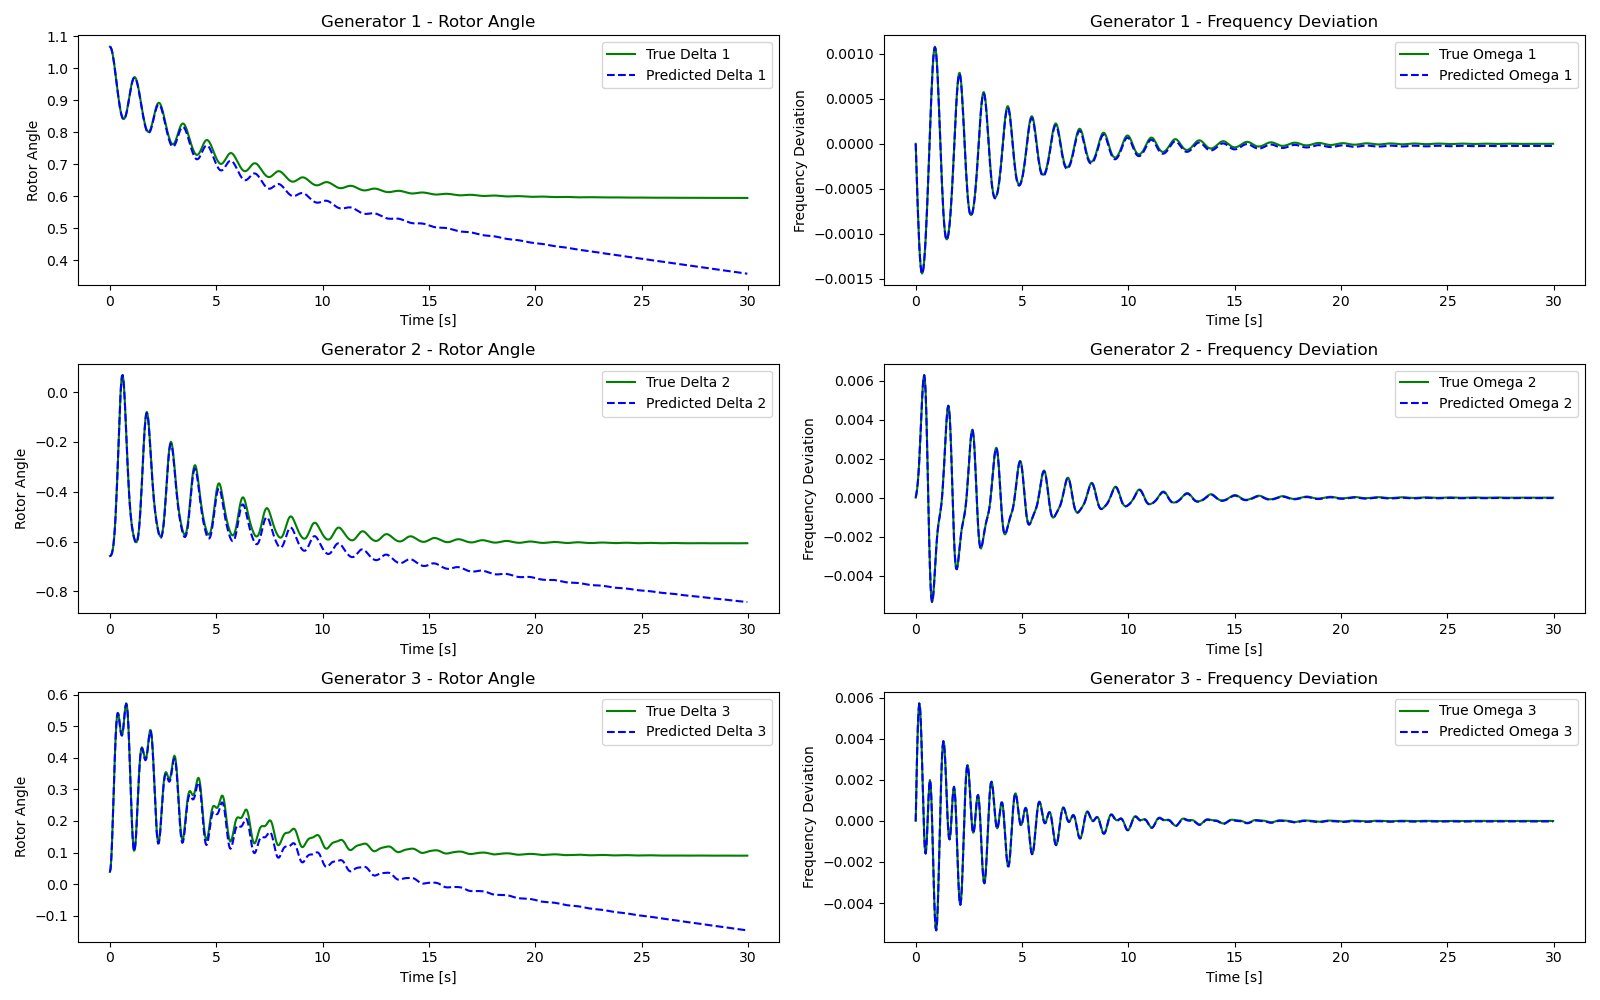 Generator 1 - Rotor Angle
Rotor Angle
1.1
1.0
0.9
0.8
0.7
0.6
0.5
0.4
True Delta 1
Predicted Delta 1
0 5 10 15 20 25 30
Time [s]
Generator 1 - Frequency Deviation
Frequency Deviation
0.0010
0.0005
0.0000
−0.0005
−0.0010
−0.0015
True Omega 1
Predicted Omega 1
0 5 10 15 20 25 30
Time [s]
Generator 2 - Rotor Angle
Rotor Angle
0.0
−0.2
−0.4
−0.6
−0.8
True Delta 2
Predicted Delta 2
0 5 10 15 20 25 30
Time [s]
Generator 2 - Frequency Deviation
Frequency Deviation
0.006
0.004
0.002
0.000
−0.002
−0.004
True Omega 2
Predicted Omega 2
0 5 10 15 20 25 30
Time [s]
Generator 3 - Rotor Angle
Rotor Angle
0.6
0.5
0.4
0.3
0.2
0.1
0.0
−0.1
True Delta 3
Predicted Delta 3
0 5 10 15 20 25 30
Time [s]
Generator 3 - Frequency Deviation
Frequency Deviation
0.006
0.004
0.002
0.000
−0.002
−0.004
True Omega 3
Predicted Omega 3
0 5 10 15 20 25 30
Time [s]